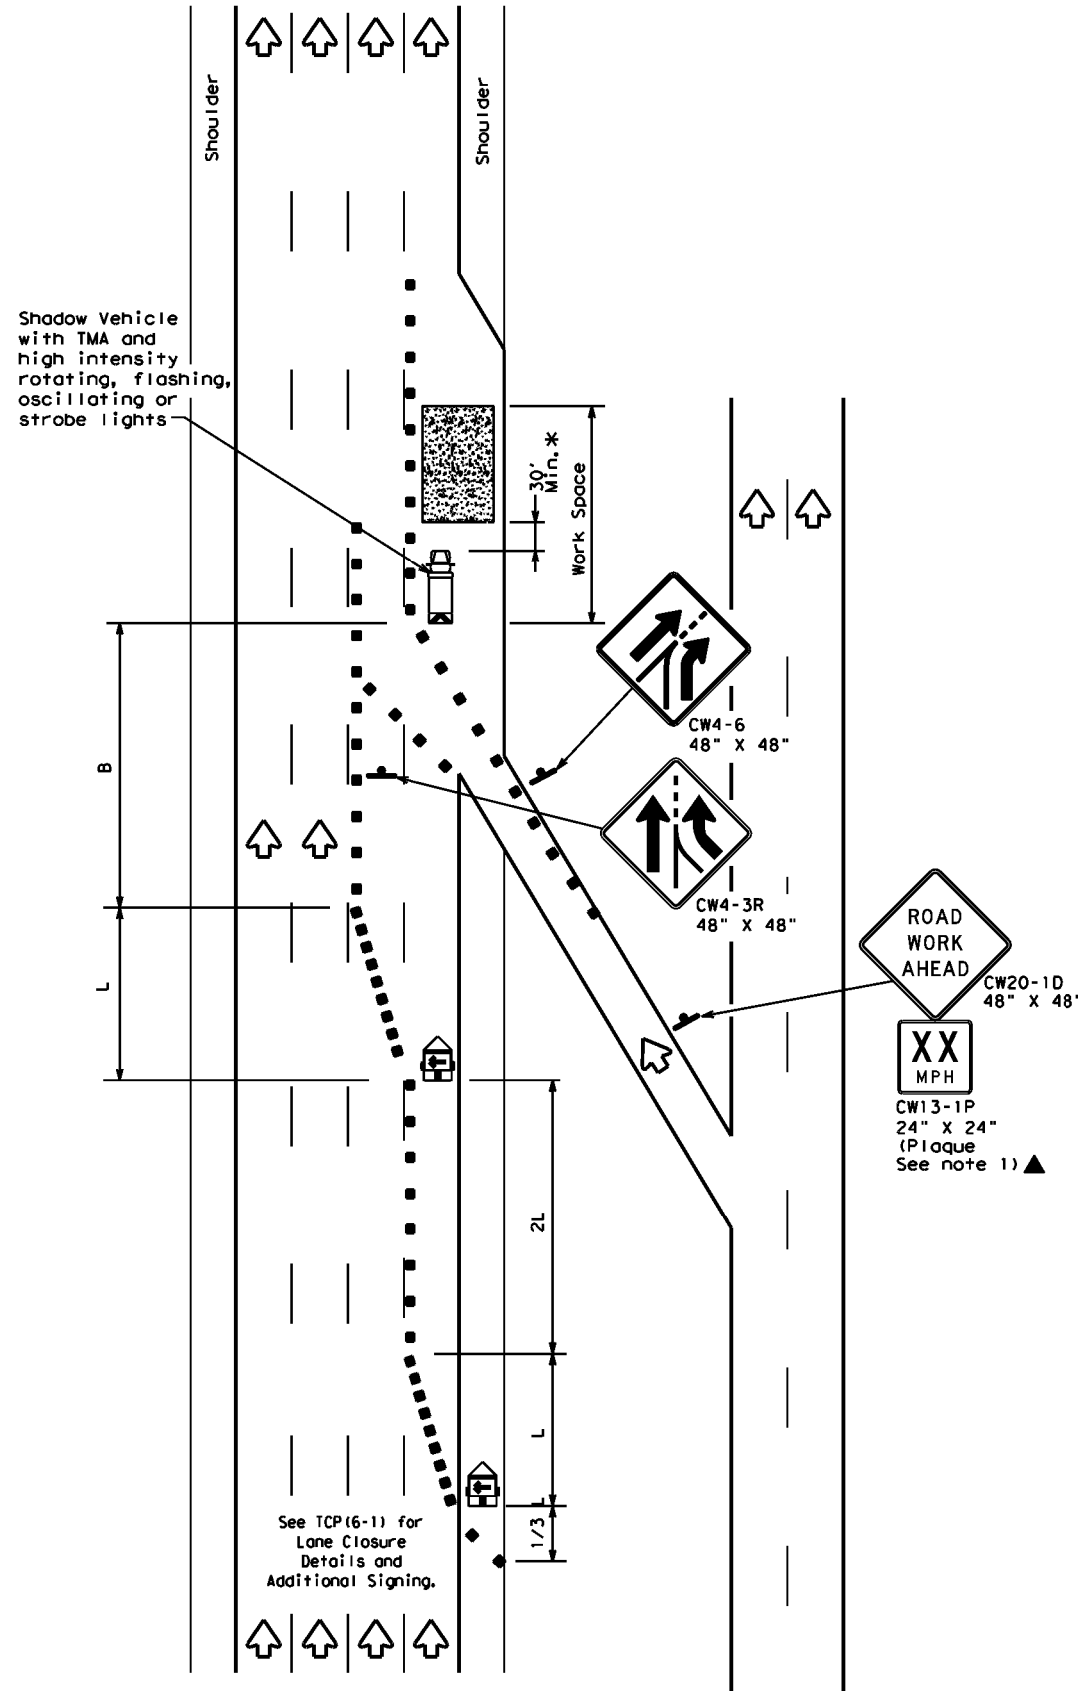 Shoulder
Shoulder
Shadow Vehicle
with TMA and
high intensity
rotating, flashing,
oscillating or
strobe lights
30'
Min.*
Work Space
CW4-6
48" X 48"
B
CW4-3R
48" X 48"
ROAD
WORK
AHEAD
CW20-1D
48" X 48"
L
XX
MPH
CW13-1P
24" X 24"
(Plaque
See note 1)▲
2L
L
1/3 L
See TCP(6-1) for
Lane Closure
Details and
Additional Signing.